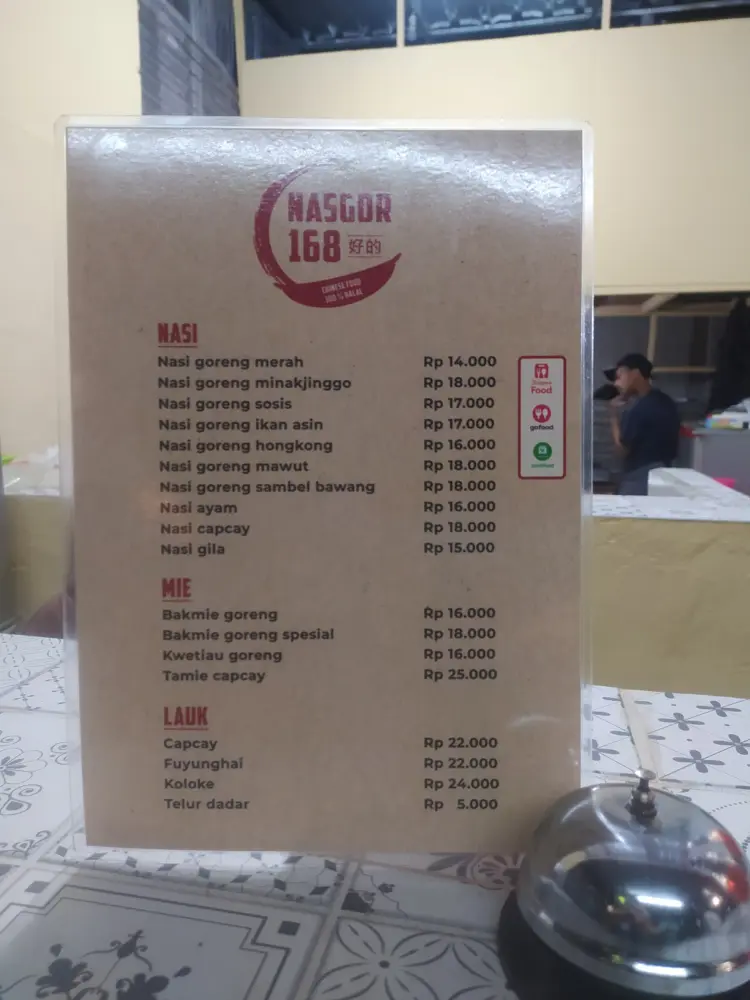 NASGOR
168 好的
CHINESE FOOD
100 % HALAL
NASI
Nasi goreng merah Rp 14.000
Nasi goreng minakjinggo Rp 18.000
Nasi goreng sosis Rp 17.000
Nasi goreng ikan asin Rp 17.000
Nasi goreng hongkong Rp 16.000
Nasi goreng mawut Rp 18.000
Nasi goreng sambel bawang Rp 18.000
Nasi ayam Rp 16.000
Nasi capcay Rp 18.000
Nasi gila Rp 15.000
MIE
Bakmie goreng Rp 16.000
Bakmie goreng spesial Rp 18.000
Kwetiau goreng Rp 16.000
Tamie capcay Rp 25.000
LAUK
Capcay Rp 22.000
Fuyunghai Rp 22.000
Koloke Rp 24.000
Telur dadar Rp 5.000
Food
gofood